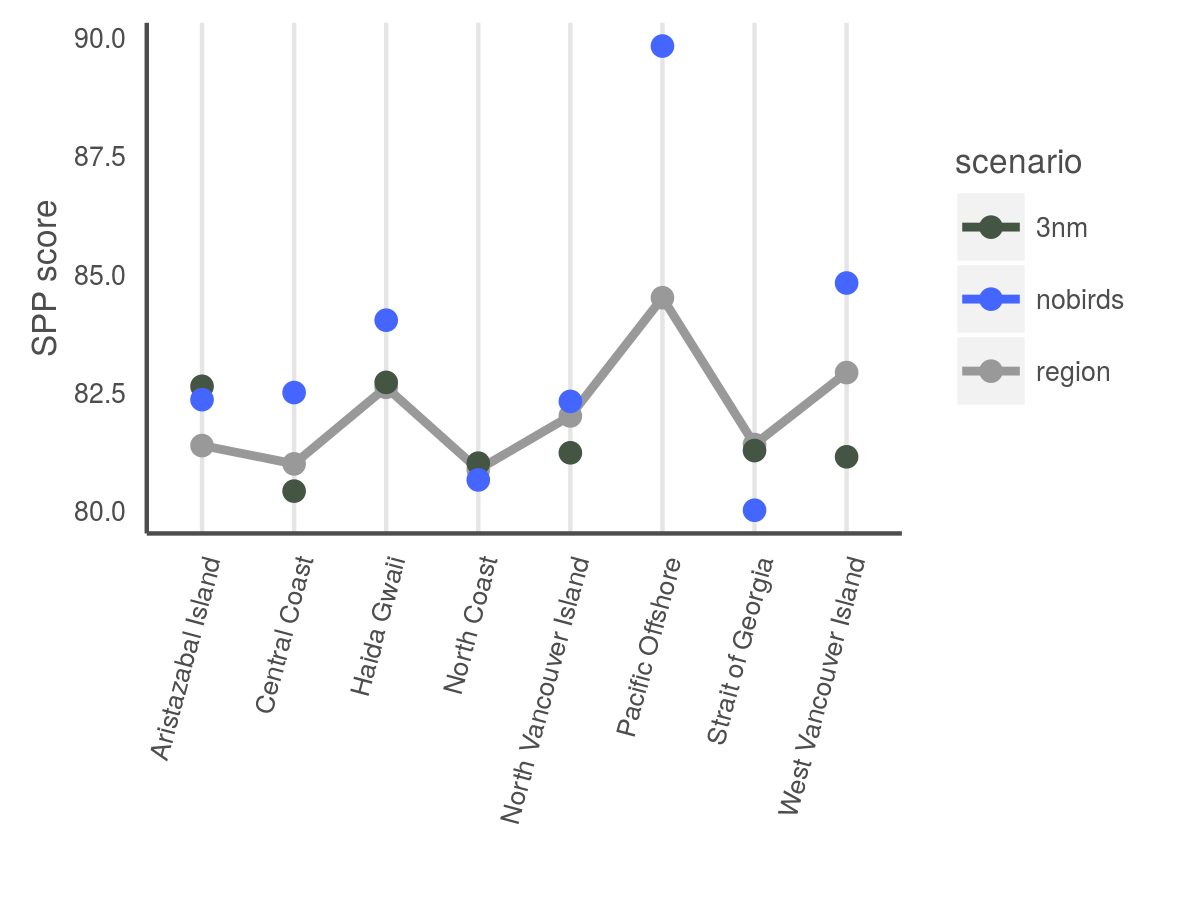 90.0
87.5
85.0
82.5
80.0
SPP score
Aristazabal Island
Central Coast
Haida Gwaii
North Coast
North Vancouver Island
Pacific Offshore
Strait of Georgia
West Vancouver Island
scenario
3nm
nobirds
region